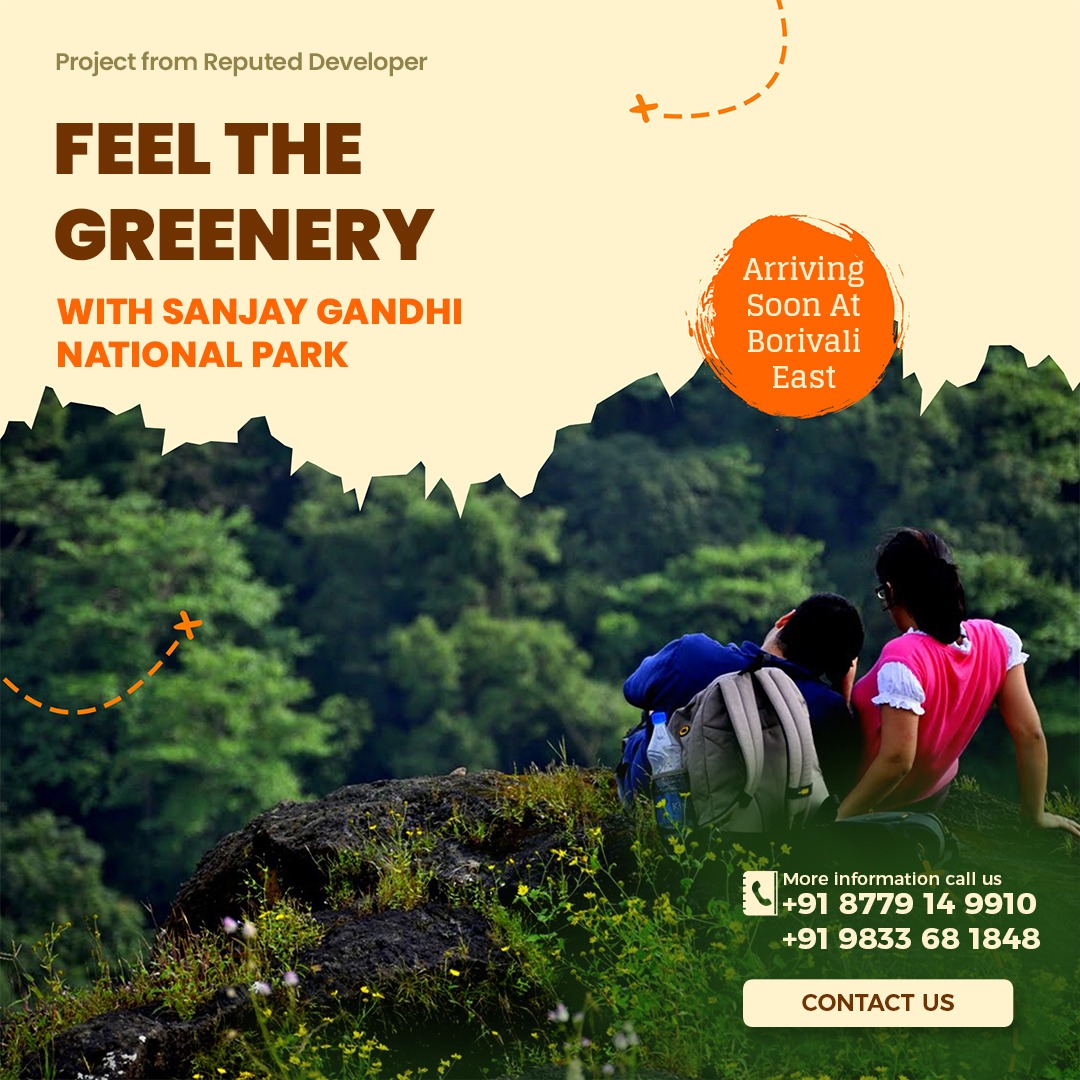 Project from Reputed Developer
FEEL THE
GREENERY
WITH SANJAY GANDHI
NATIONAL PARK
Arriving
Soon At
Borivali
East
More information call us
+91 8779 14 9910
+91 9833 68 1848
CONTACT US